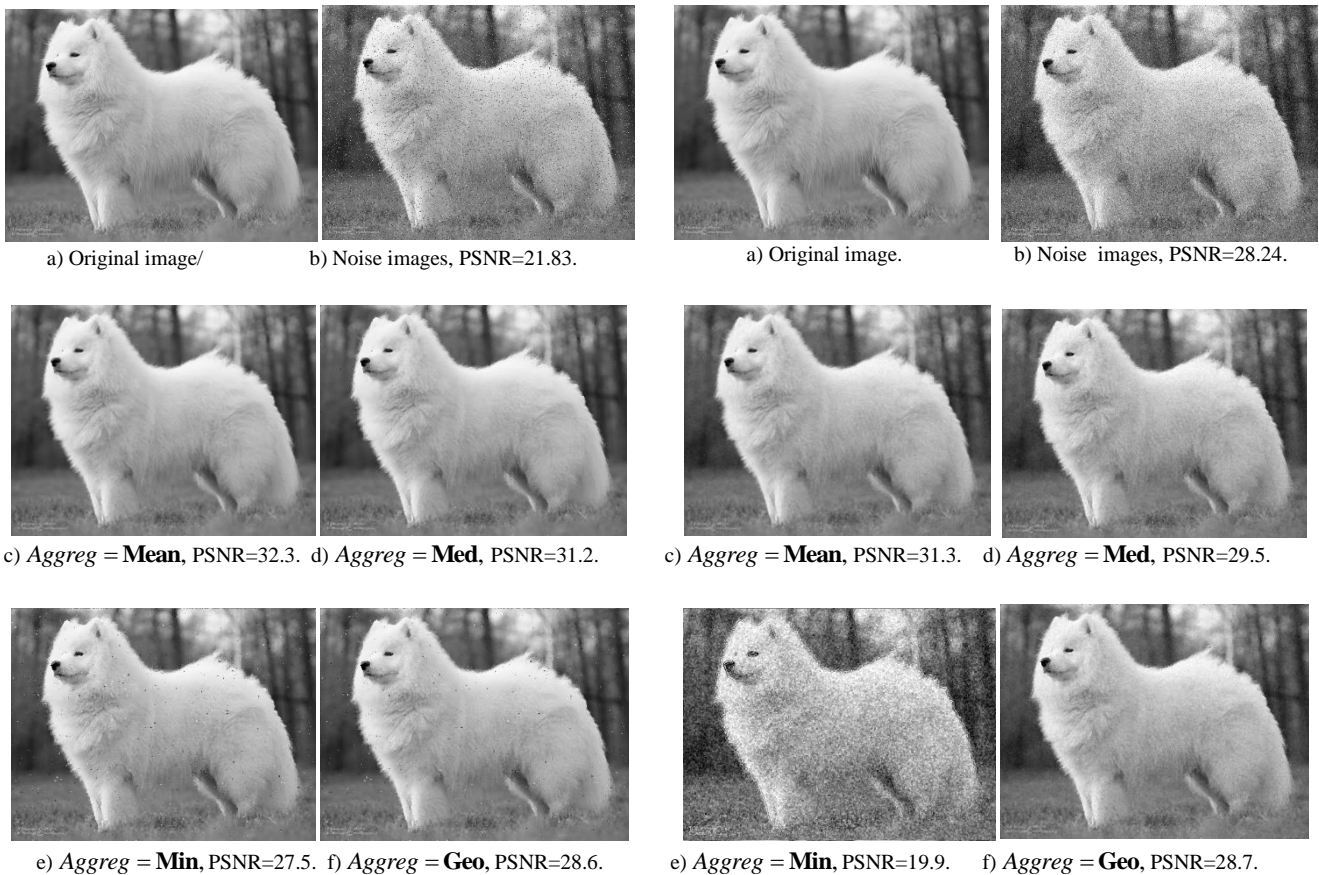 a) Original image/ b) Noise images, PSNR=21.83. a) Original image. b) Noise images, PSNR=28.24.
c) Aggreg = Mean, PSNR=32.3. d) Aggreg = Med, PSNR=31.2. c) Aggreg = Mean, PSNR=31.3. d) Aggreg = Med, PSNR=29.5.
e) Aggreg = Min, PSNR=27.5. f) Aggreg = Geo, PSNR=28.6. e) Aggreg = Min, PSNR=19.9. f) Aggreg = Geo, PSNR=28.7.